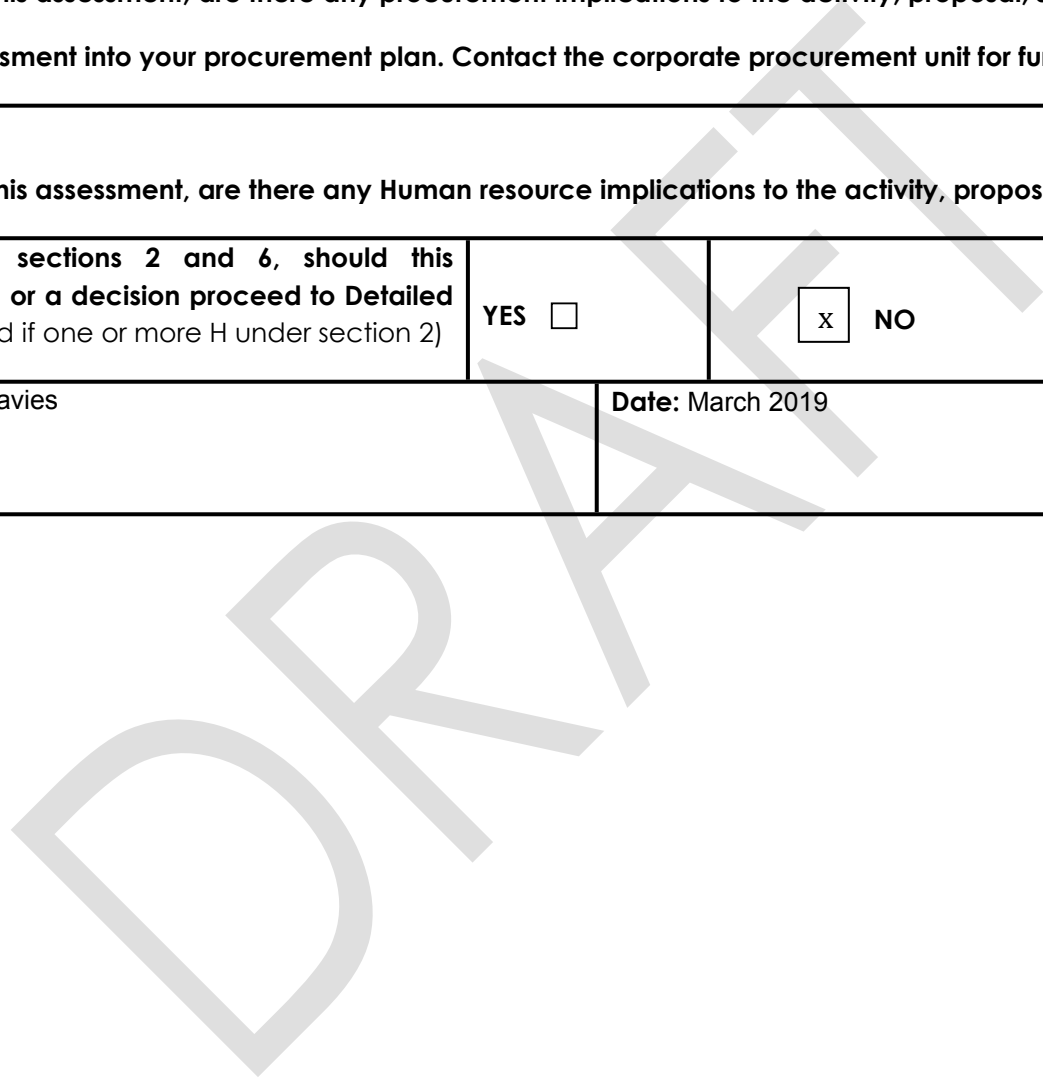 his assessment, are there any procurement implications to the activity, proposal,
sment into your procurement plan. Contact the corporate procurement unit for fu
his assessment, are there any Human resource implications to the activity, propos
sections 2 and 6, should this
or a decision proceed to Detailed
d if one or more H under section 2)
YES ☐
x NO
avies
Date: March 2019
DRAFT